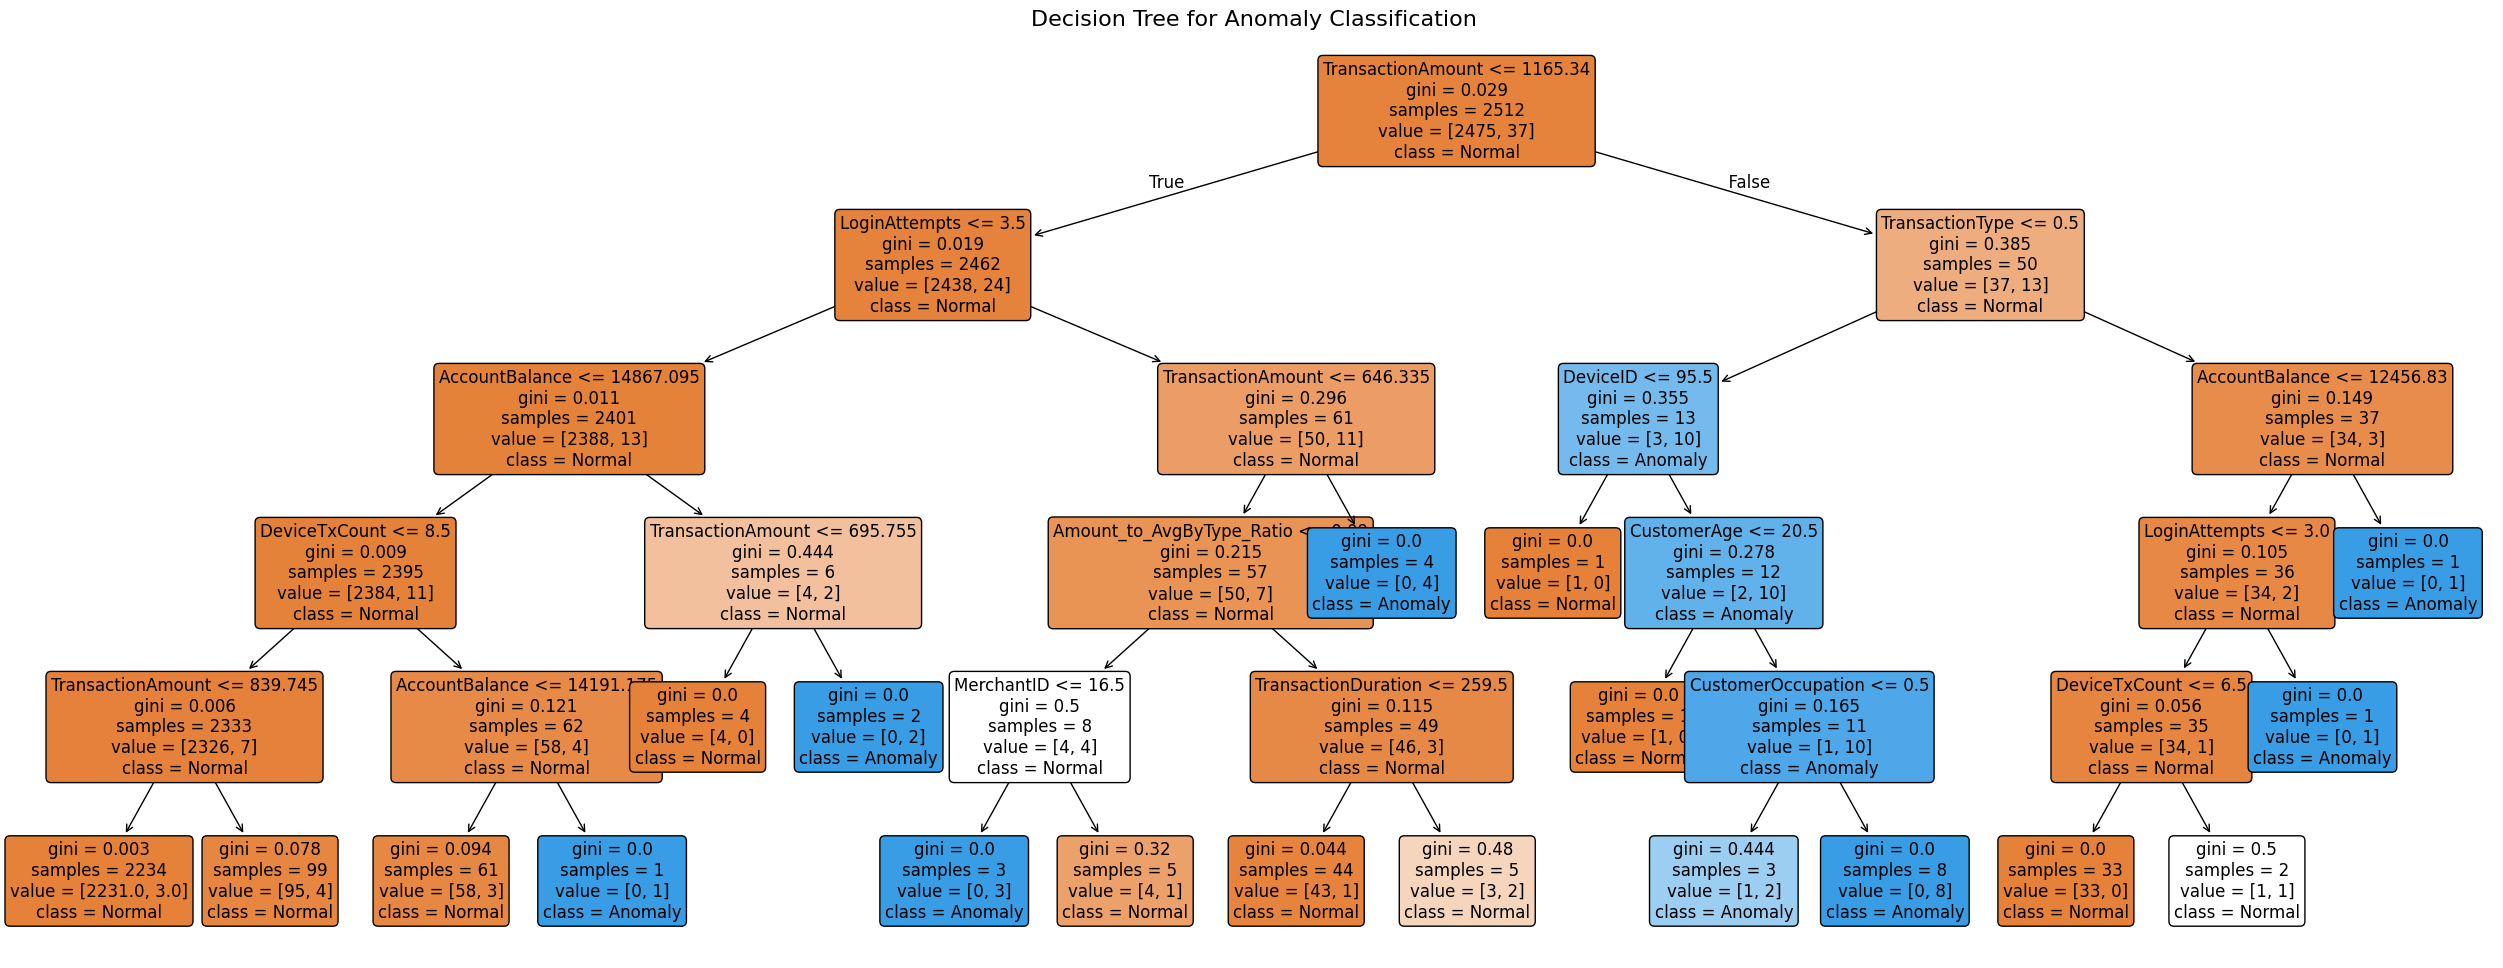 Decision Tree for Anomaly Classification
TransactionAmount <= 1165.34
gini = 0.029
samples = 2512
value = [2475, 37]
class = Normal
True
False
LoginAttempts <= 3.5
gini = 0.019
samples = 2462
value = [2438, 24]
class = Normal
TransactionType <= 0.5
gini = 0.385
samples = 50
value = [37, 13]
class = Normal
AccountBalance <= 14867.095
gini = 0.011
samples = 2401
value = [2388, 13]
class = Normal
TransactionAmount <= 646.335
gini = 0.296
samples = 61
value = [50, 11]
class = Normal
DeviceID <= 95.5
gini = 0.355
samples = 13
value = [3, 10]
class = Anomaly
AccountBalance <= 12456.83
gini = 0.149
samples = 37
value = [34, 3]
class = Normal
DeviceTxCount <= 8.5
gini = 0.009
samples = 2395
value = [2384, 11]
class = Normal
TransactionAmount <= 695.755
gini = 0.444
samples = 6
value = [4, 2]
class = Normal
Amount_to_AvgByType_Ratio
gini = 0.215
samples = 57
value = [50, 7]
class = Normal
gini = 0.0
samples = 4
value = [0, 4]
class = Anomaly
gini = 0.0
samples = 1
value = [1, 0]
class = Normal
CustomerAge <= 20.5
gini = 0.278
samples = 12
value = [2, 10]
class = Anomaly
LoginAttempts <= 3.0
gini = 0.105
samples = 36
value = [34, 2]
class = Normal
gini = 0.0
samples = 1
value = [0, 1]
class = Anomaly
TransactionAmount <= 839.745
gini = 0.006
samples = 2333
value = [2326, 7]
class = Normal
AccountBalance <=
gini = 0.121
samples = 62
value = [58, 4]
class = Normal
gini = 0.0
samples = 4
value = [4, 0]
class = Normal
gini = 0.0
samples = 2
value = [0, 2]
class = Anomaly
MerchantID <= 16.5
gini = 0.5
samples = 8
value = [4, 4]
class = Normal
TransactionDuration <= 259.5
gini = 0.115
samples = 49
value = [46, 3]
class = Normal
gini = 0.0
samples =
value = [1,
class =
CustomerOccupation <= 0.5
gini = 0.165
samples = 11
value = [1, 10]
class = Anomaly
DeviceTxCount <= 6.5
gini = 0.056
samples = 35
value = [34, 1]
class = Normal
gini = 0.0
samples = 1
value = [0, 1]
class = Anomaly
gini = 0.003
samples = 2234
value = [2231.0, 3.0]
class = Normal
gini = 0.078
samples = 99
value = [95, 4]
class = Normal
gini = 0.094
samples = 61
value = [58, 3]
class = Normal
gini = 0.0
samples = 1
value = [0, 1]
class = Anomaly
gini = 0.0
samples = 3
value = [0, 3]
class = Anomaly
gini = 0.32
samples = 5
value = [4, 1]
class = Normal
gini = 0.044
samples = 44
value = [43, 1]
class = Normal
gini = 0.48
samples = 5
value = [3, 2]
class = Normal
gini = 0.444
samples = 3
value = [1, 2]
class = Anomaly
gini = 0.0
samples = 8
value = [0, 8]
class = Anomaly
gini = 0.0
samples = 33
value = [33, 0]
class = Normal
gini = 0.5
samples = 2
value = [1, 1]
class = Normal